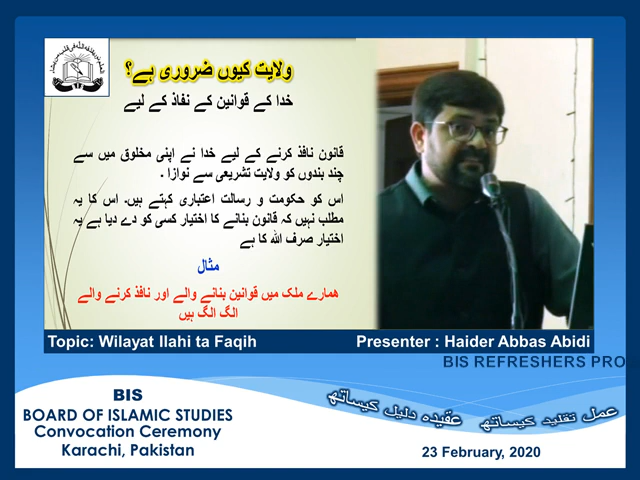 ولایت کیوں ضروری ہے؟
خدا کے قوانین کے نفاذ کے لیے
قانون نافذ کرنے کے لیے خدا نے اپنی مخلوق میں سے
چند بندوں کو ولایت تشریعی سے نوازا ۔
اس کو حکومت و رسالت اعتباری کہتے ہیں۔ اس کا یہ
مطلب نہیں کہ قانون بنانے کا اختیار کسی کو دے دیا ہے یہ
اختیار صرف اللہ کا ہے
مثال
ھمارے ملک میں قوانین بنانے والے اور نافذ کرنے والے
الگ الگ ہیں
Topic: Wilayat Ilahi ta Faqih
Presenter : Haider Abbas Abidi
BIS REFRESHERS PRO
عمل تقلید کیساتھ عقیدہ دلیل کیساتھ
BIS
BOARD OF ISLAMIC STUDIES
Convocation Ceremony
Karachi, Pakistan
23 February, 2020